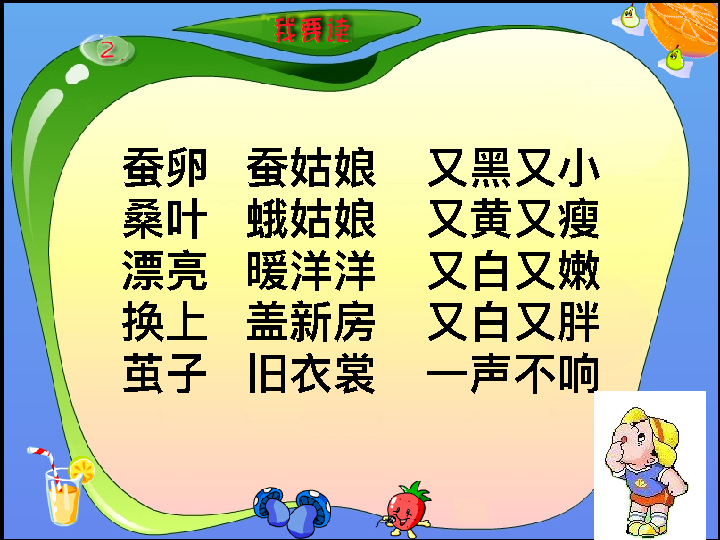 我要读
2
蚕卵 蚕姑娘 又黑又小
桑叶 蛾姑娘 又黄又瘦
漂亮 暖洋洋 又白又嫩
换上 盖新房 又白又胖
茧子 旧衣裳 一声不响